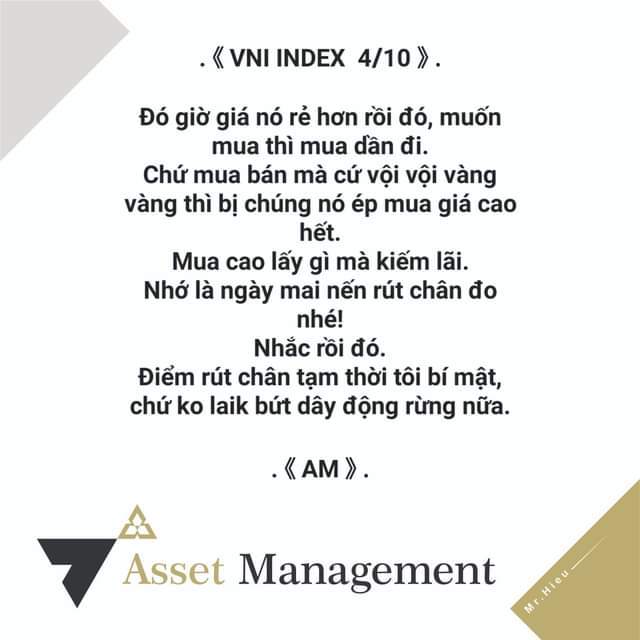 .《 VNI INDEX  4/10 》.
Đó giờ giá nó rẻ hơn rồi đó, muốn
mua thì mua dần đi.
Chứ mua bán mà cứ vội vội vàng
vàng thì bị chúng nó ép mua giá cao
hết.
Mua cao lấy gì mà kiếm lãi.
Nhớ là ngày mai nến rút chân đo
nhé!
Nhắc rồi đó.
Điểm rút chân tạm thời tôi bí mật,
chứ ko laik bứt dây động rừng nữa.
.《 AM 》.
Asset Management
Mr.Hieu